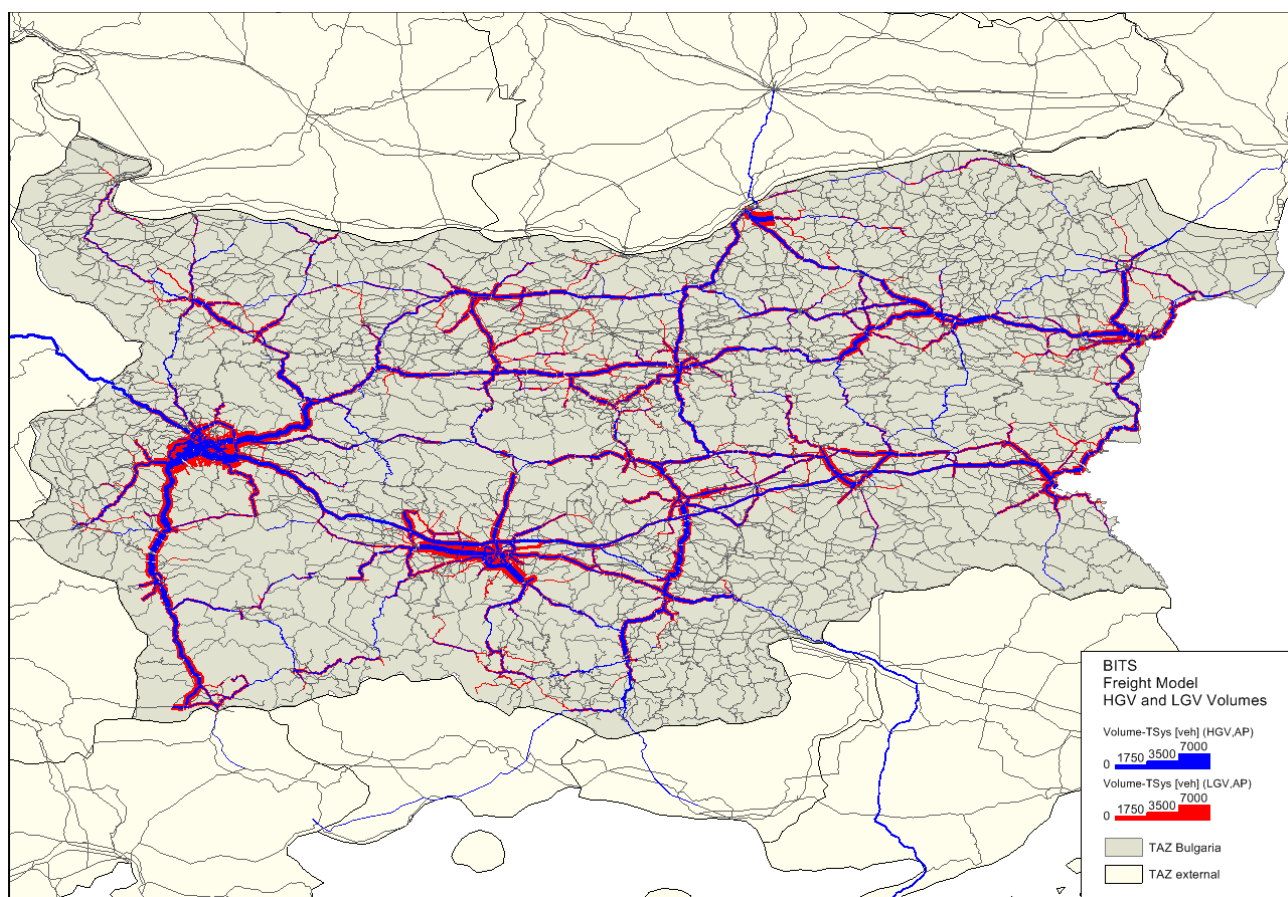 BITS
Freight Model
HGV and LGV Volumes
Volume-TSys [veh] (HGV,AP)
0 1750 3500 7000
Volume-TSys [veh] (LGV,AP)
0 1750 3500 7000
TAZ Bulgaria
TAZ external